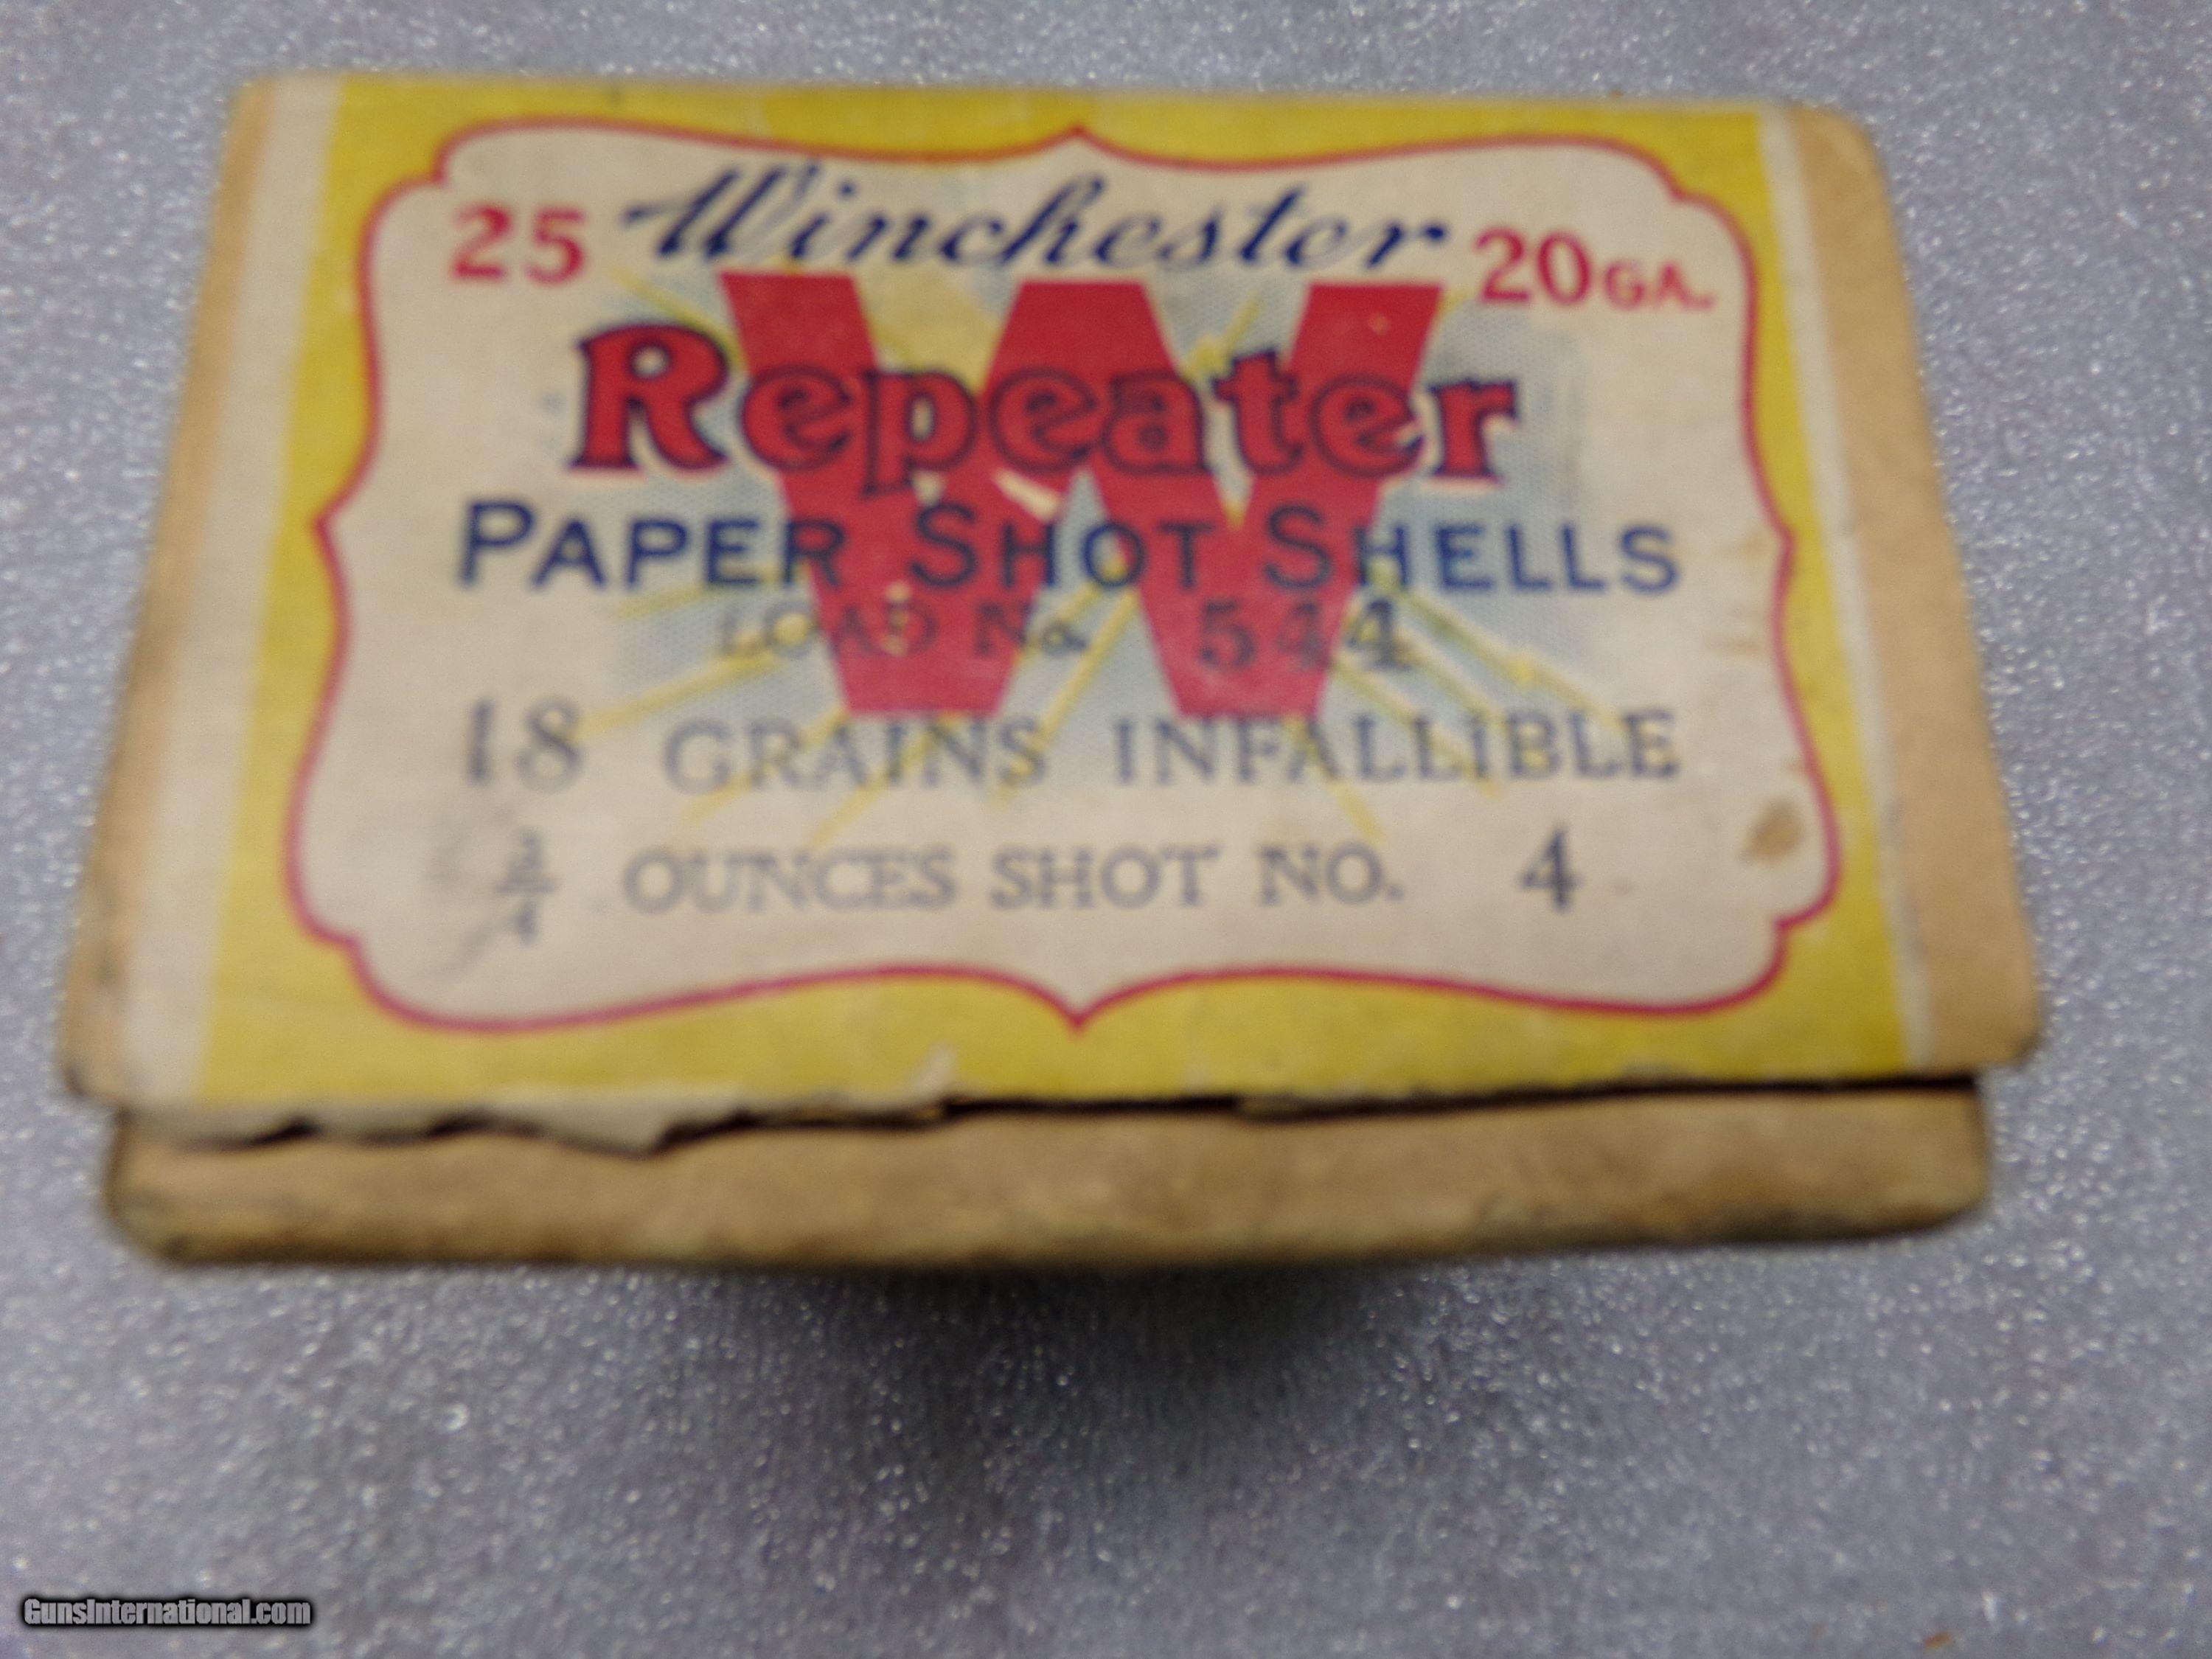 25 Winchester 20GA.
Repeater
PAPER SHOT SHELLS
LOAD No. 544
18 GRAINS INFALLIBLE
3/4 OUNCES SHOT NO. 4
GunsInternational.com